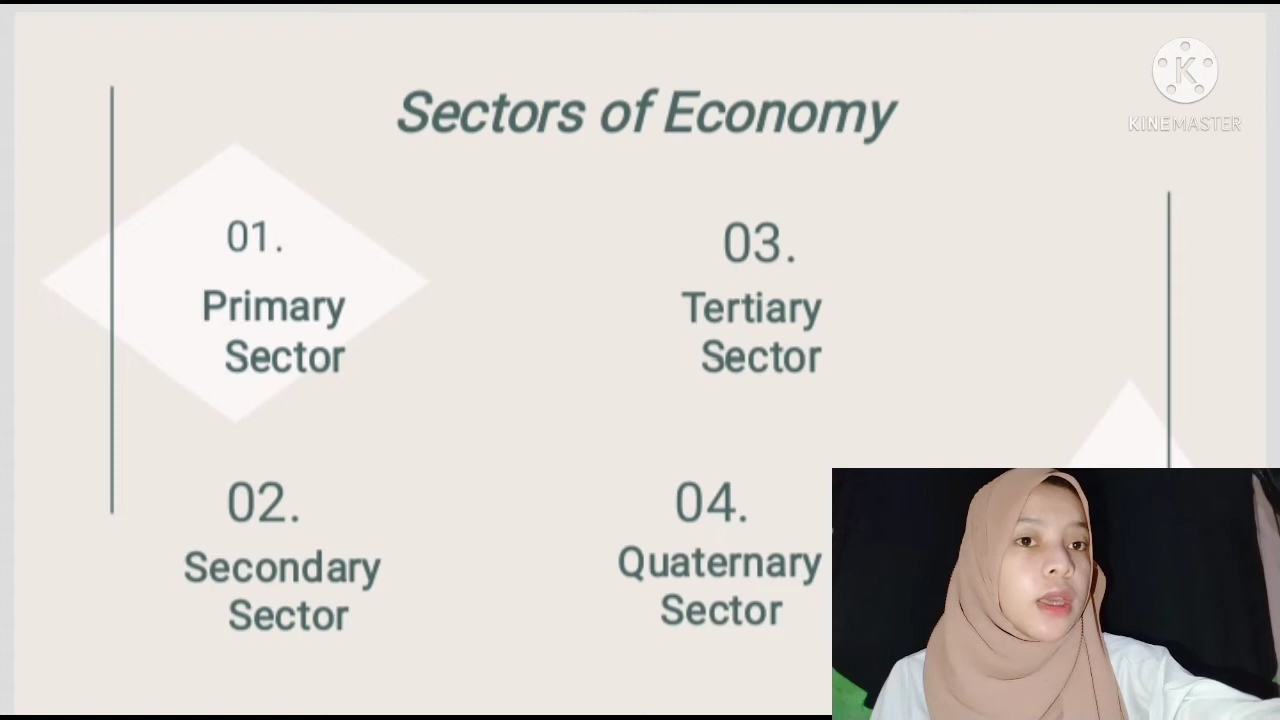 Sectors of Economy
01.
Primary
Sector
02.
Secondary
Sector
03.
Tertiary
Sector
04.
Quaternary
Sector
K
KINEMASTER